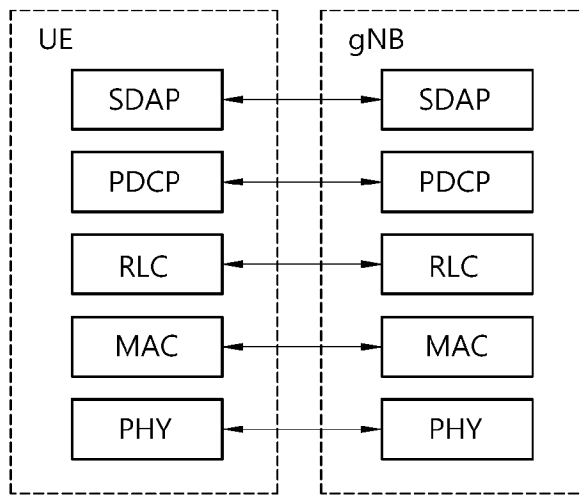 UE gNB
SDAP SDAP
PDCP PDCP
RLC RLC
MAC MAC
PHY PHY